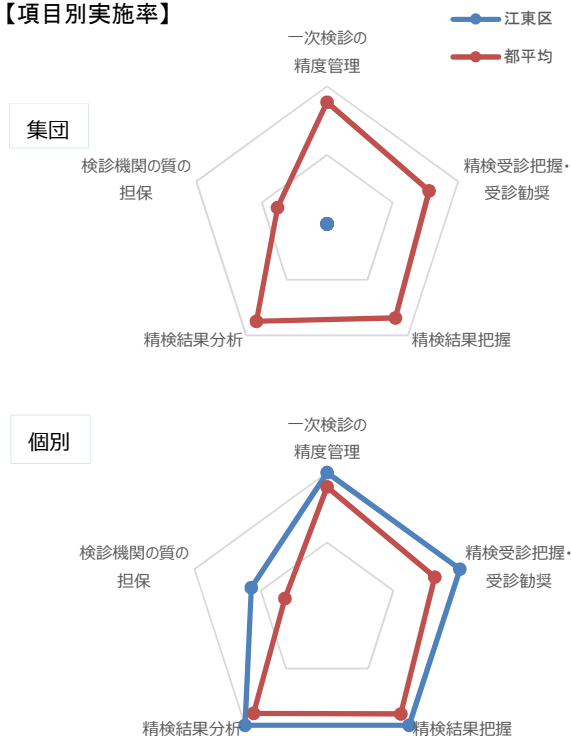 【項目別実施率】
江東区
都平均
集団
一次検診の
精度管理
精検受診把握・
受診勧奨
精検結果把握
精検結果分析
検診機関の質の
担保
個別
一次検診の
精度管理
精検受診把握・
受診勧奨
精検結果把握
精検結果分析
検診機関の質の
担保